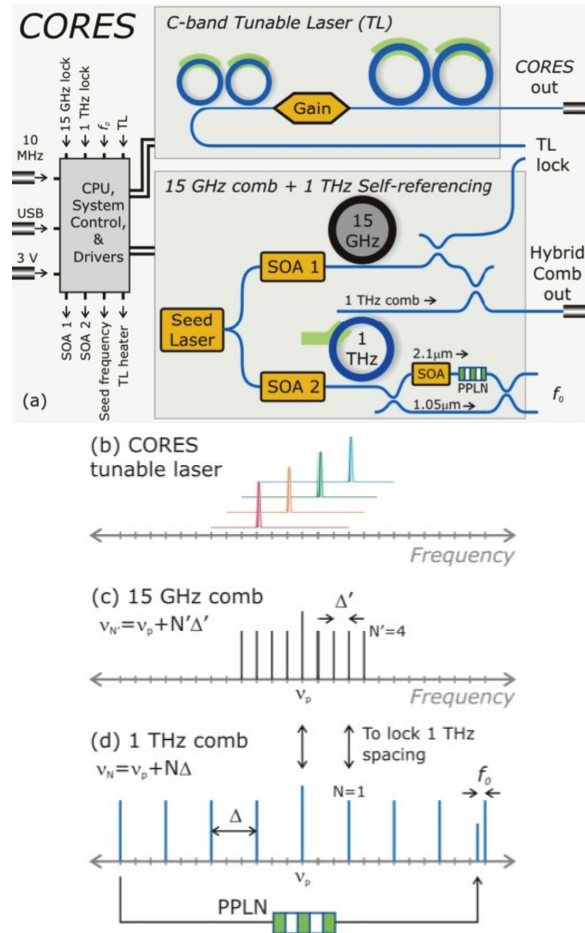 CORES
C-band Tunable Laser (TL)
CORES
out
Gain
TL
lock
15 GHz lock
1 THz lock
f₀
TL
10
MHz
USB
3 V
CPU,
System
Control,
&
Drivers
SOA 1
SOA 2
Seed frequency
TL heater
15 GHz comb + 1 THz Self-referencing
15
GHz
SOA 1
Hybrid
Comb
out
1 THz comb →
Seed
Laser
1
THz
2.1μm→
SOA
PPLN
SOA 2
1.05μm→
f₀
(a)
(b) CORES
tunable laser
Frequency
(c) 15 GHz comb
νN'=νp+N'Δ'
Δ'
N'=4
νp
Frequency
(d) 1 THz comb
νN=νp+NΔ
To lock 1 THz
spacing
f₀
N=1
Δ
νp
PPLN